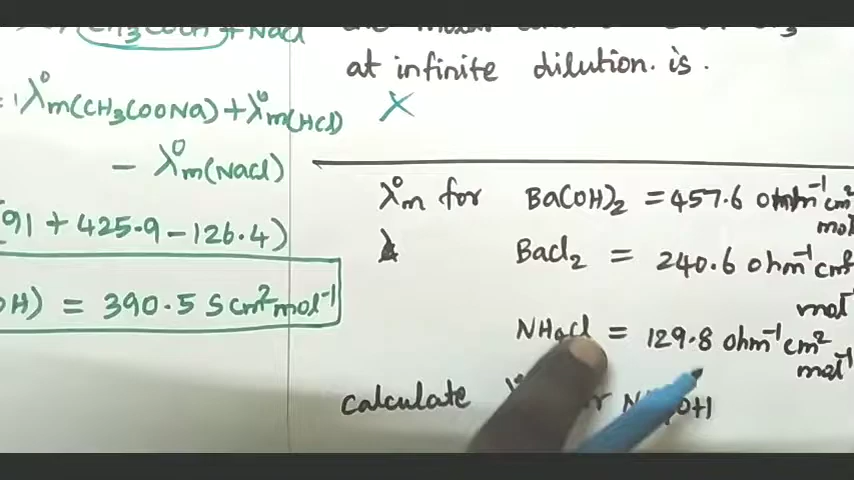 + NaCl
= λ°m(CH3COONa) + λ°m(HCl)
- λ°m(NaCl)
[91 + 425.9 - 126.4)
OH) = 390.5 S cm² mol⁻¹
at infinite dilution. is.
X
λ°m for Ba(OH)2 = 457.6 ohm⁻¹ cm²
mol
BaCl2 = 240.6 ohm⁻¹ cm²
mol⁻¹
= 129.8 ohm⁻¹ cm²
mol⁻¹
calculate